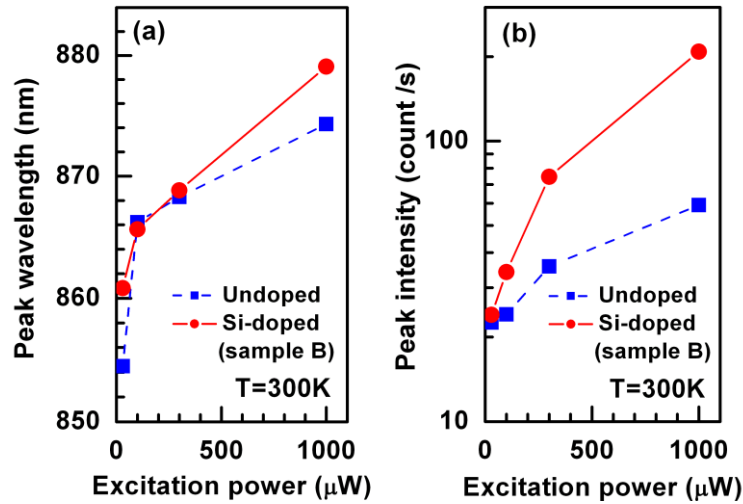 (a)
Peak wavelength (nm)
880
870
860
850
Undoped
Si-doped
(sample B)
T=300K
0
500
1000
Excitation power (μW)
(b)
Peak intensity (count /s)
100
10
Undoped
Si-doped
(sample B)
T=300K
0
500
1000
Excitation power (μW)